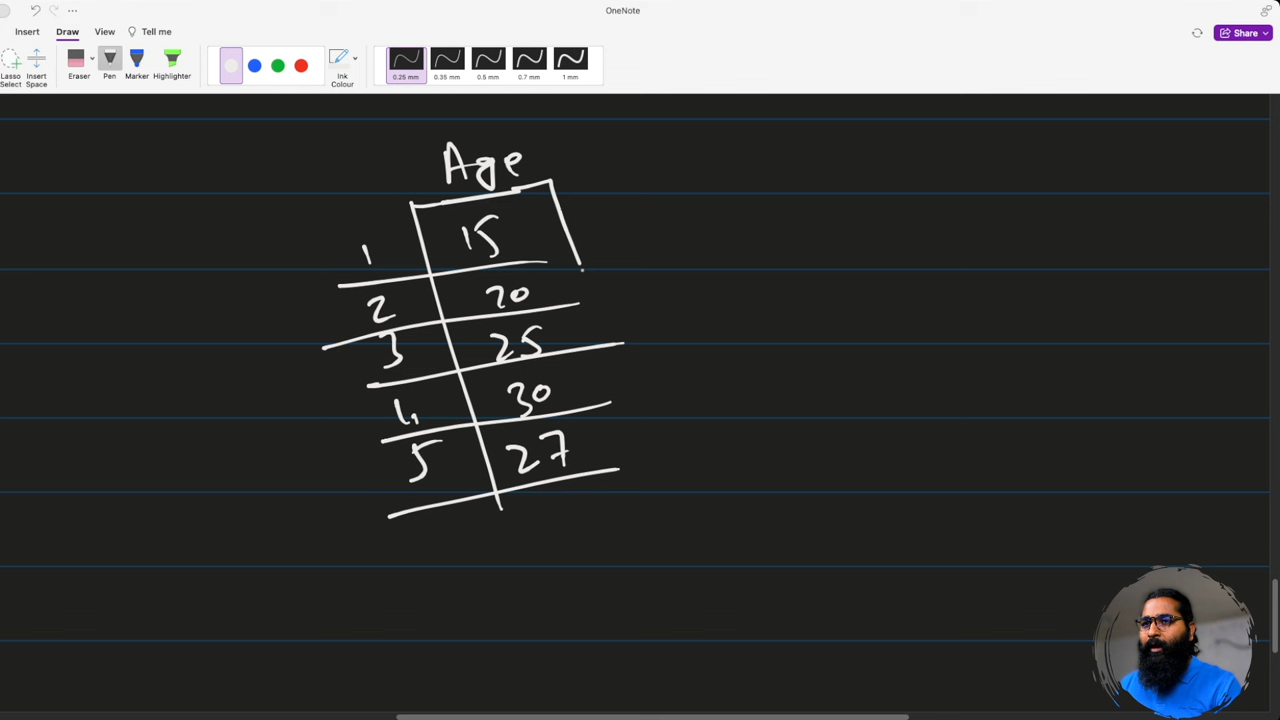 OneNote
Insert Draw View Tell me
Share
Lasso Select
Insert Space
Eraser
Pen
Marker
Highlighter
Ink Colour
0.25 mm
0.35 mm
0.5 mm
0.7 mm
1 mm
Age
1 15
2 20
3 25
4 30
5 27